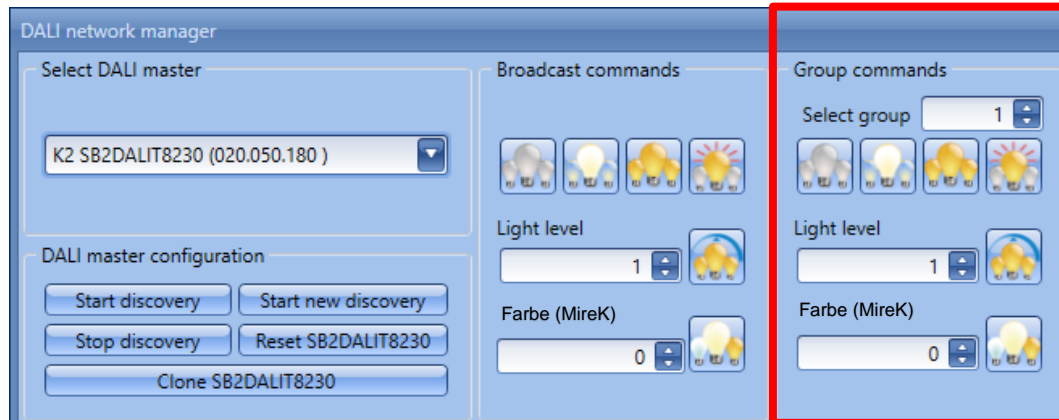 DALI network manager
Select DALI master
K2 SB2DALIT8230 (020.050.180 )
DALI master configuration
Start discovery
Start new discovery
Stop discovery
Reset SB2DALIT8230
Clone SB2DALIT8230
Broadcast commands
Light level
1
Farbe (MireK)
0
Group commands
Select group 1
Light level
1
Farbe (MireK)
0